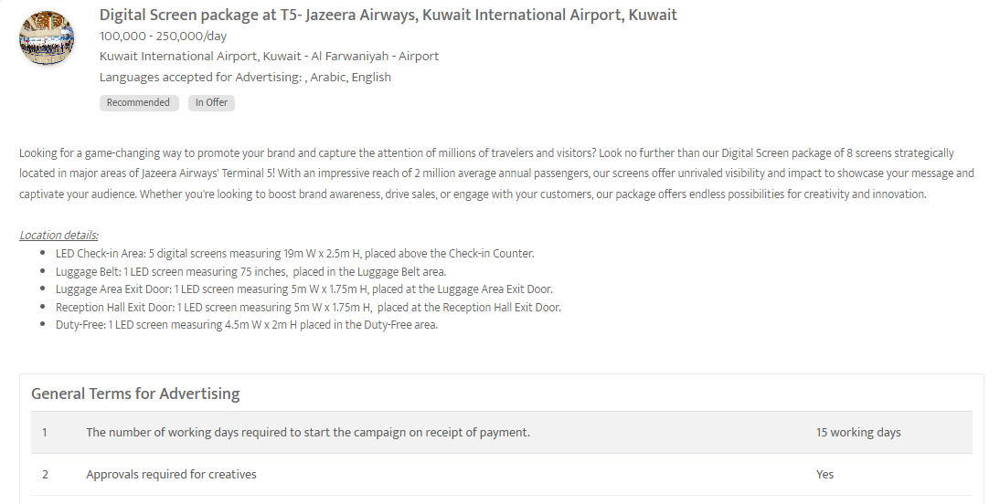 Digital Screen package at T5- Jazeera Airways, Kuwait International Airport, Kuwait
100,000 - 250,000/day
Kuwait International Airport, Kuwait - Al Farwaniyah - Airport
Languages accepted for Advertising: , Arabic, English
Recommended In Offer
Looking for a game-changing way to promote your brand and capture the attention of millions of travelers and visitors? Look no further than our Digital Screen package of 8 screens strategically
located in major areas of Jazeera Airways' Terminal 5! With an impressive reach of 2 million average annual passengers, our screens offer unrivaled visibility and impact to showcase your message and
captivate your audience. Whether you're looking to boost brand awareness, drive sales, or engage with your customers, our package offers endless possibilities for creativity and innovation.
Location details:
• LED Check-in Area: 5 digital screens measuring 19m W x 2.5m H, placed above the Check-in Counter.
• Luggage Belt: 1 LED screen measuring 75 inches, placed in the Luggage Belt area.
• Luggage Area Exit Door: 1 LED screen measuring 5m W x 1.75m H, placed at the Luggage Area Exit Door.
• Reception Hall Exit Door: 1 LED screen measuring 5m W x 1.75m H, placed at the Reception Hall Exit Door.
• Duty-Free: 1 LED screen measuring 4.5m W x 2m H placed in the Duty-Free area.
General Terms for Advertising
1 The number of working days required to start the campaign on receipt of payment. 15 working days
2 Approvals required for creatives Yes